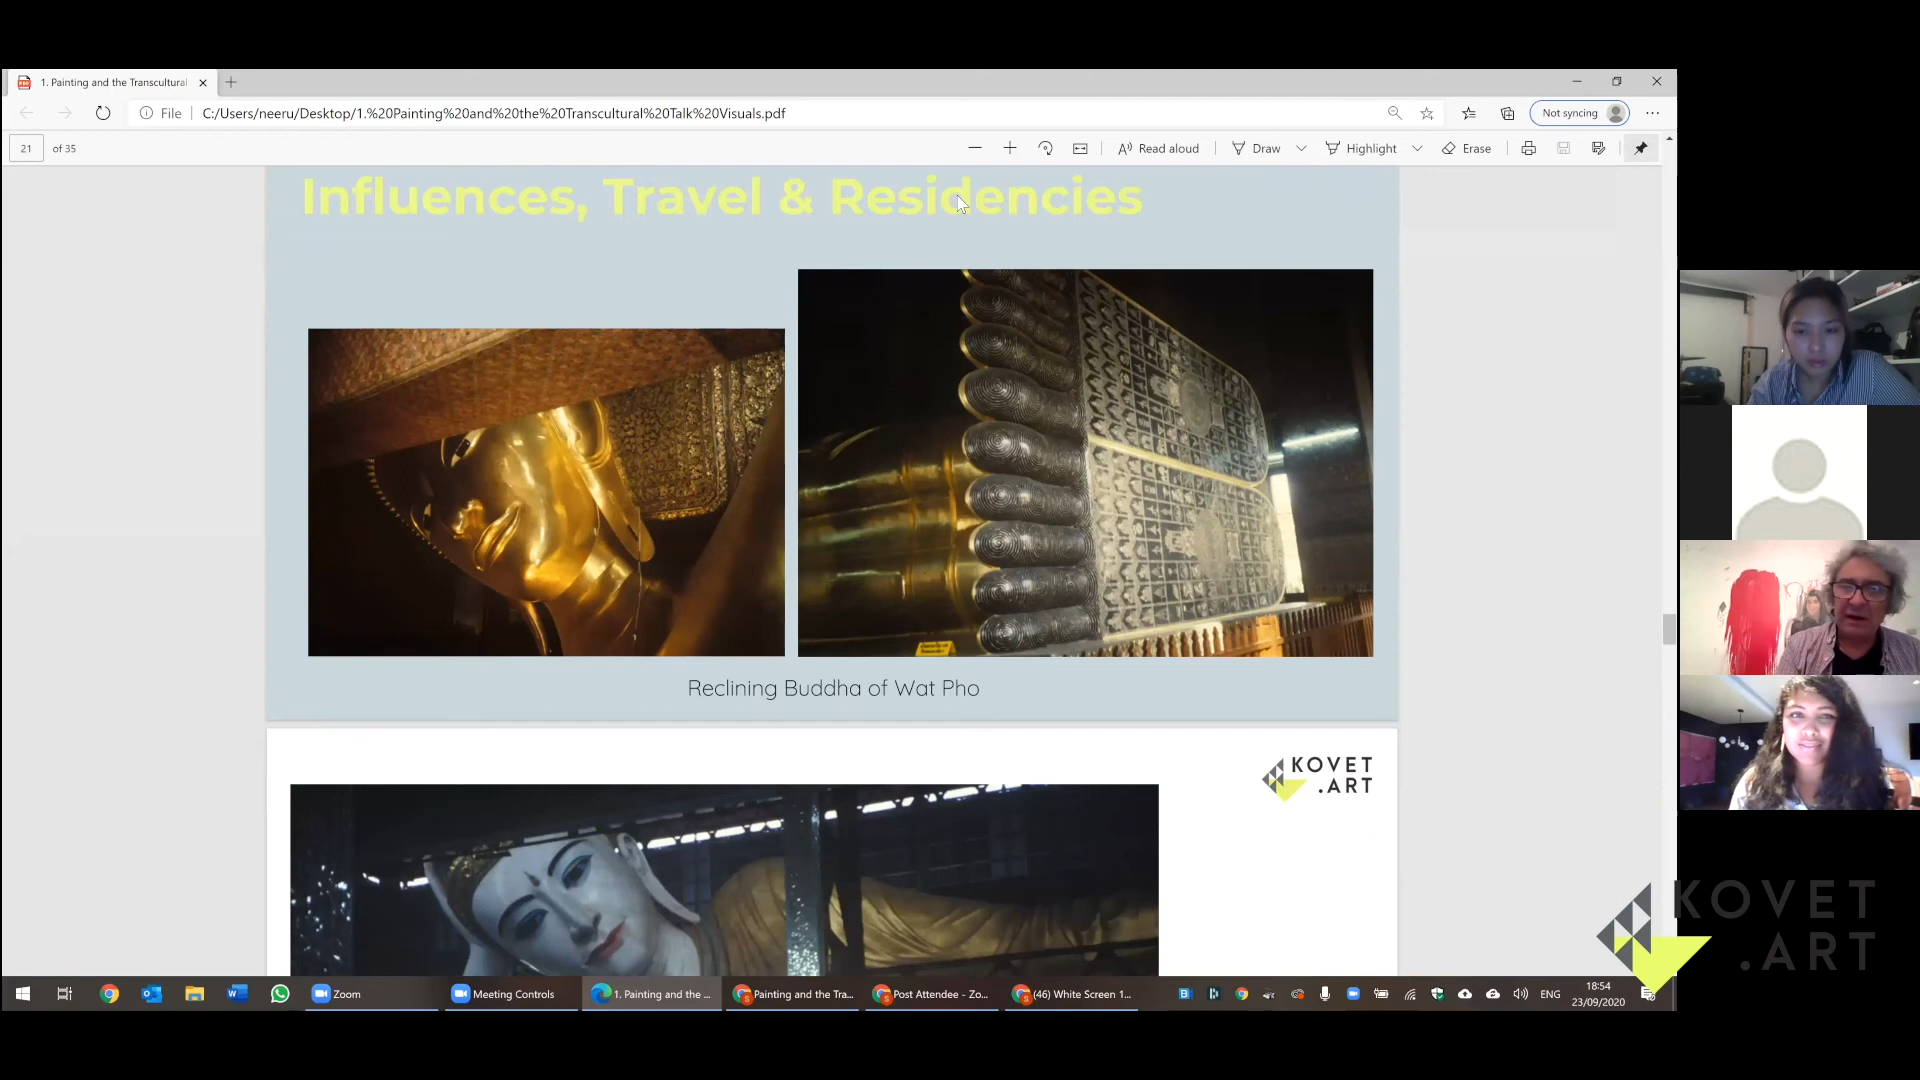 1. Painting and the Transcultural
File
C:/Users/neeru/Desktop/1.%20Painting%20and%20the%20Transcultural%20Talk%20Visuals.pdf
Not syncing
21 of 35
Read aloud
Draw
Highlight
Erase
Influences, Travel & Residencies
Reclining Buddha of Wat Pho
KOVET
.ART
KOVET
.ART
Zoom
Meeting Controls
1. Painting and the ...
Painting and the Tra...
Post Attendee - Zo...
(46) White Screen 1...
ENG
18:54
23/09/2020